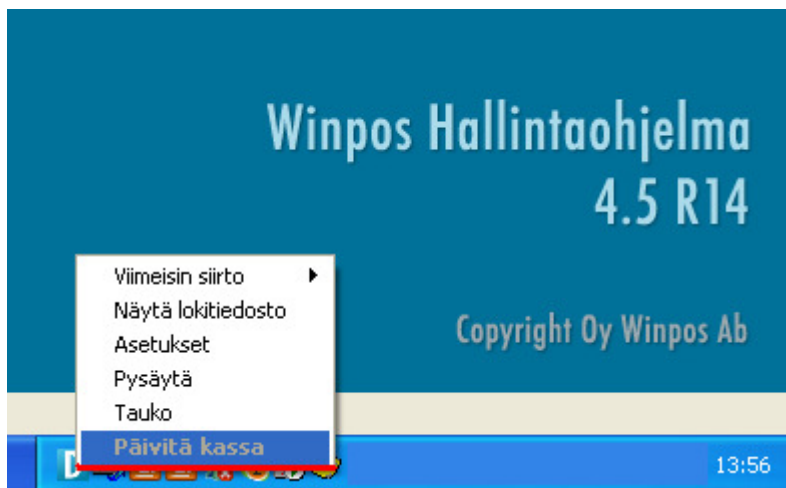 Winpos Hallintaohjelma
4.5 R14
Viimeisin siirto
Näytä lokitiedosto
Asetukset
Pysäytä
Tauko
Päivitä kassa
Copyright Oy Winpos Ab
13:56